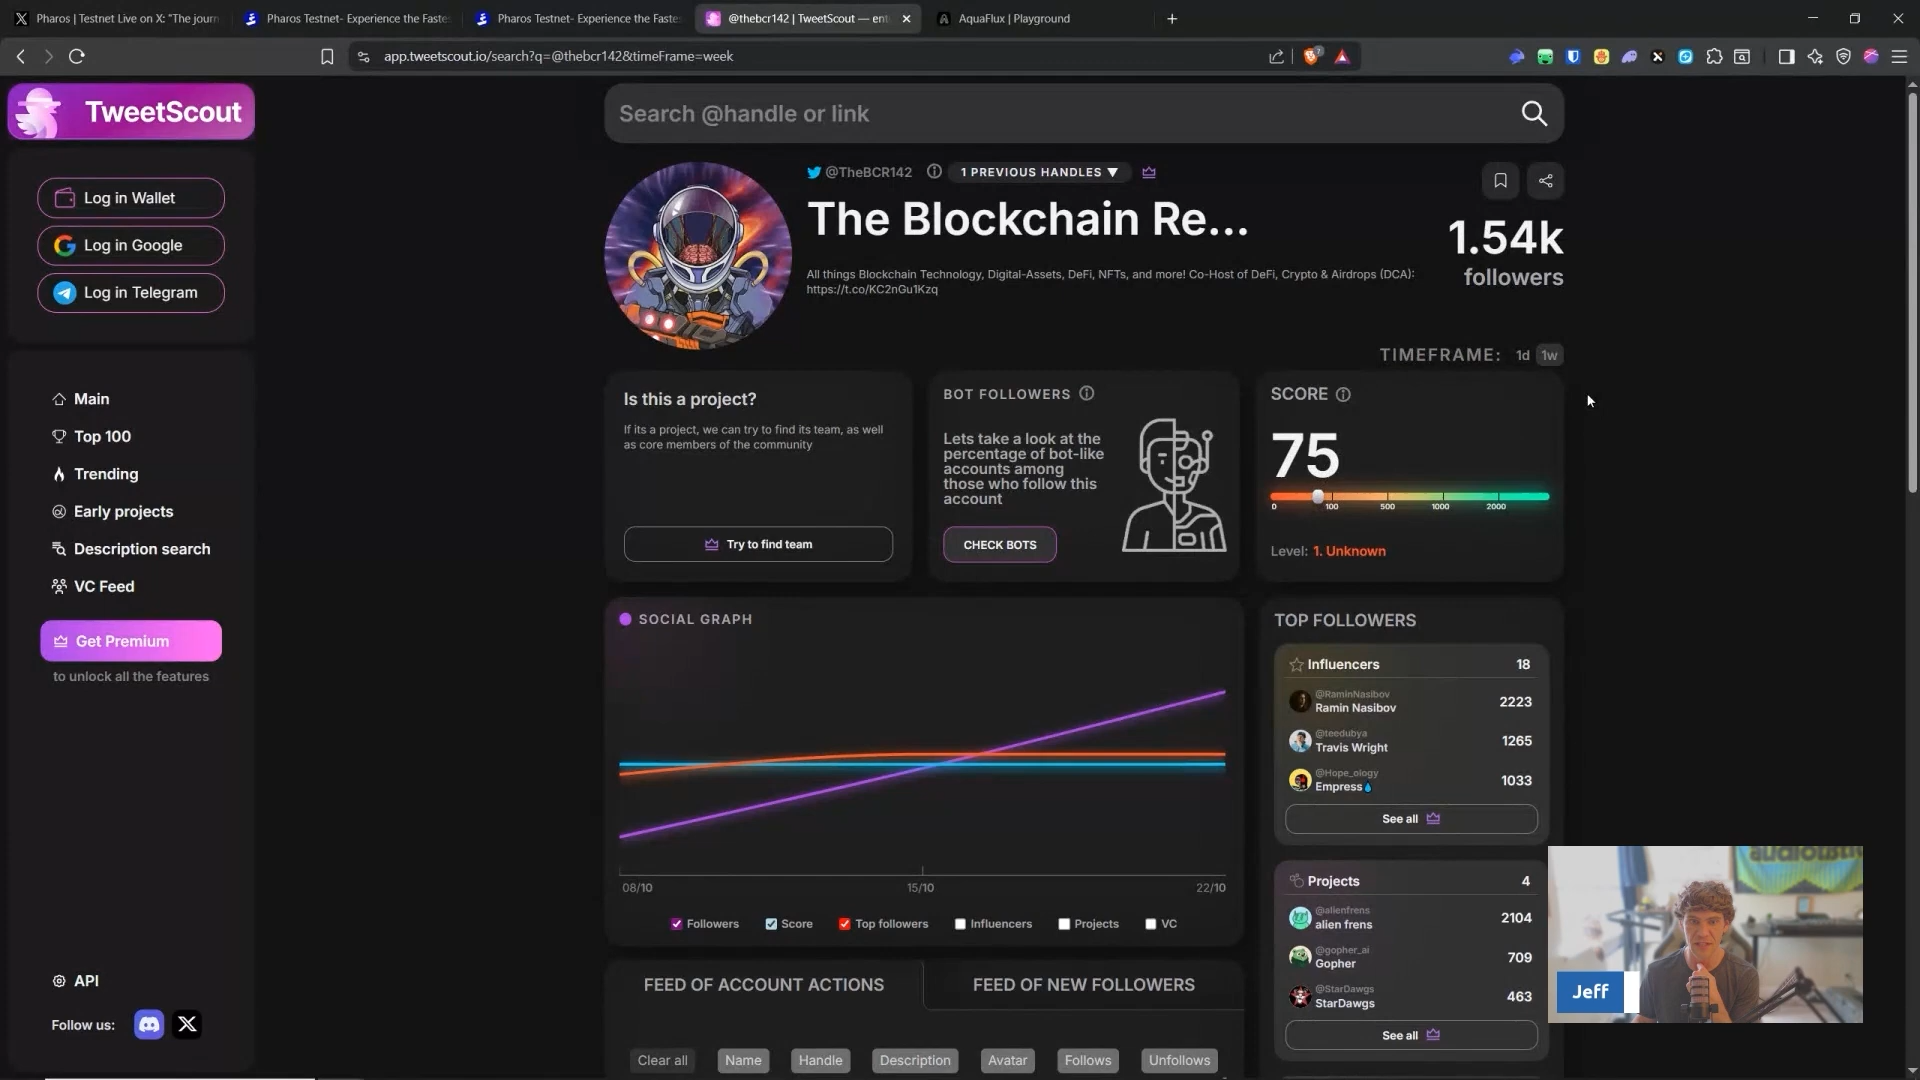 Pharos | Testnet Live on X: "The journ
Pharos Testnet- Experience the Faste
Pharos Testnet- Experience the Faste
@thebcr142 | TweetScout — ent
AquaFlux | Playground
app.tweetscout.io/search?q=@thebcr142&timeFrame=week
TweetScout
Search @handle or link
Log in Wallet
Log in Google
Log in Telegram
@TheBCR142
1 PREVIOUS HANDLES ▼
The Blockchain Re...
1.54k
followers
All things Blockchain Technology, Digital-Assets, DeFi, NFTs, and more! Co-Host of DeFi, Crypto & Airdrops (DCA):
https://t.co/KC2nGu1Kzq
TIMEFRAME: 1d 1w
Main
Top 100
Trending
Early projects
Description search
VC Feed
Get Premium
to unlock all the features
API
Follow us:
Is this a project?
If its a project, we can try to find its team, as well
as core members of the community
Try to find team
BOT FOLLOWERS
Lets take a look at the
percentage of bot-like
accounts among
those who follow this
account
CHECK BOTS
SCORE
75
0 100 500 1000 2000
Level: 1. Unknown
SOCIAL GRAPH
08/10 15/10 22/10
Followers Score Top followers Influencers Projects VC
TOP FOLLOWERS
Influencers 18
@RaminNasibov
Ramin Nasibov 2223
@teedubya
Travis Wright 1265
@Hope_ology
Empress💧 1033
See all
Projects 4
@alienfrens
alien frens 2104
@gopher_ai
Gopher 709
@StarDawgs
StarDawgs 463
See all
FEED OF ACCOUNT ACTIONS
FEED OF NEW FOLLOWERS
Clear all Name Handle Description Avatar Follows Unfollows
Jeff